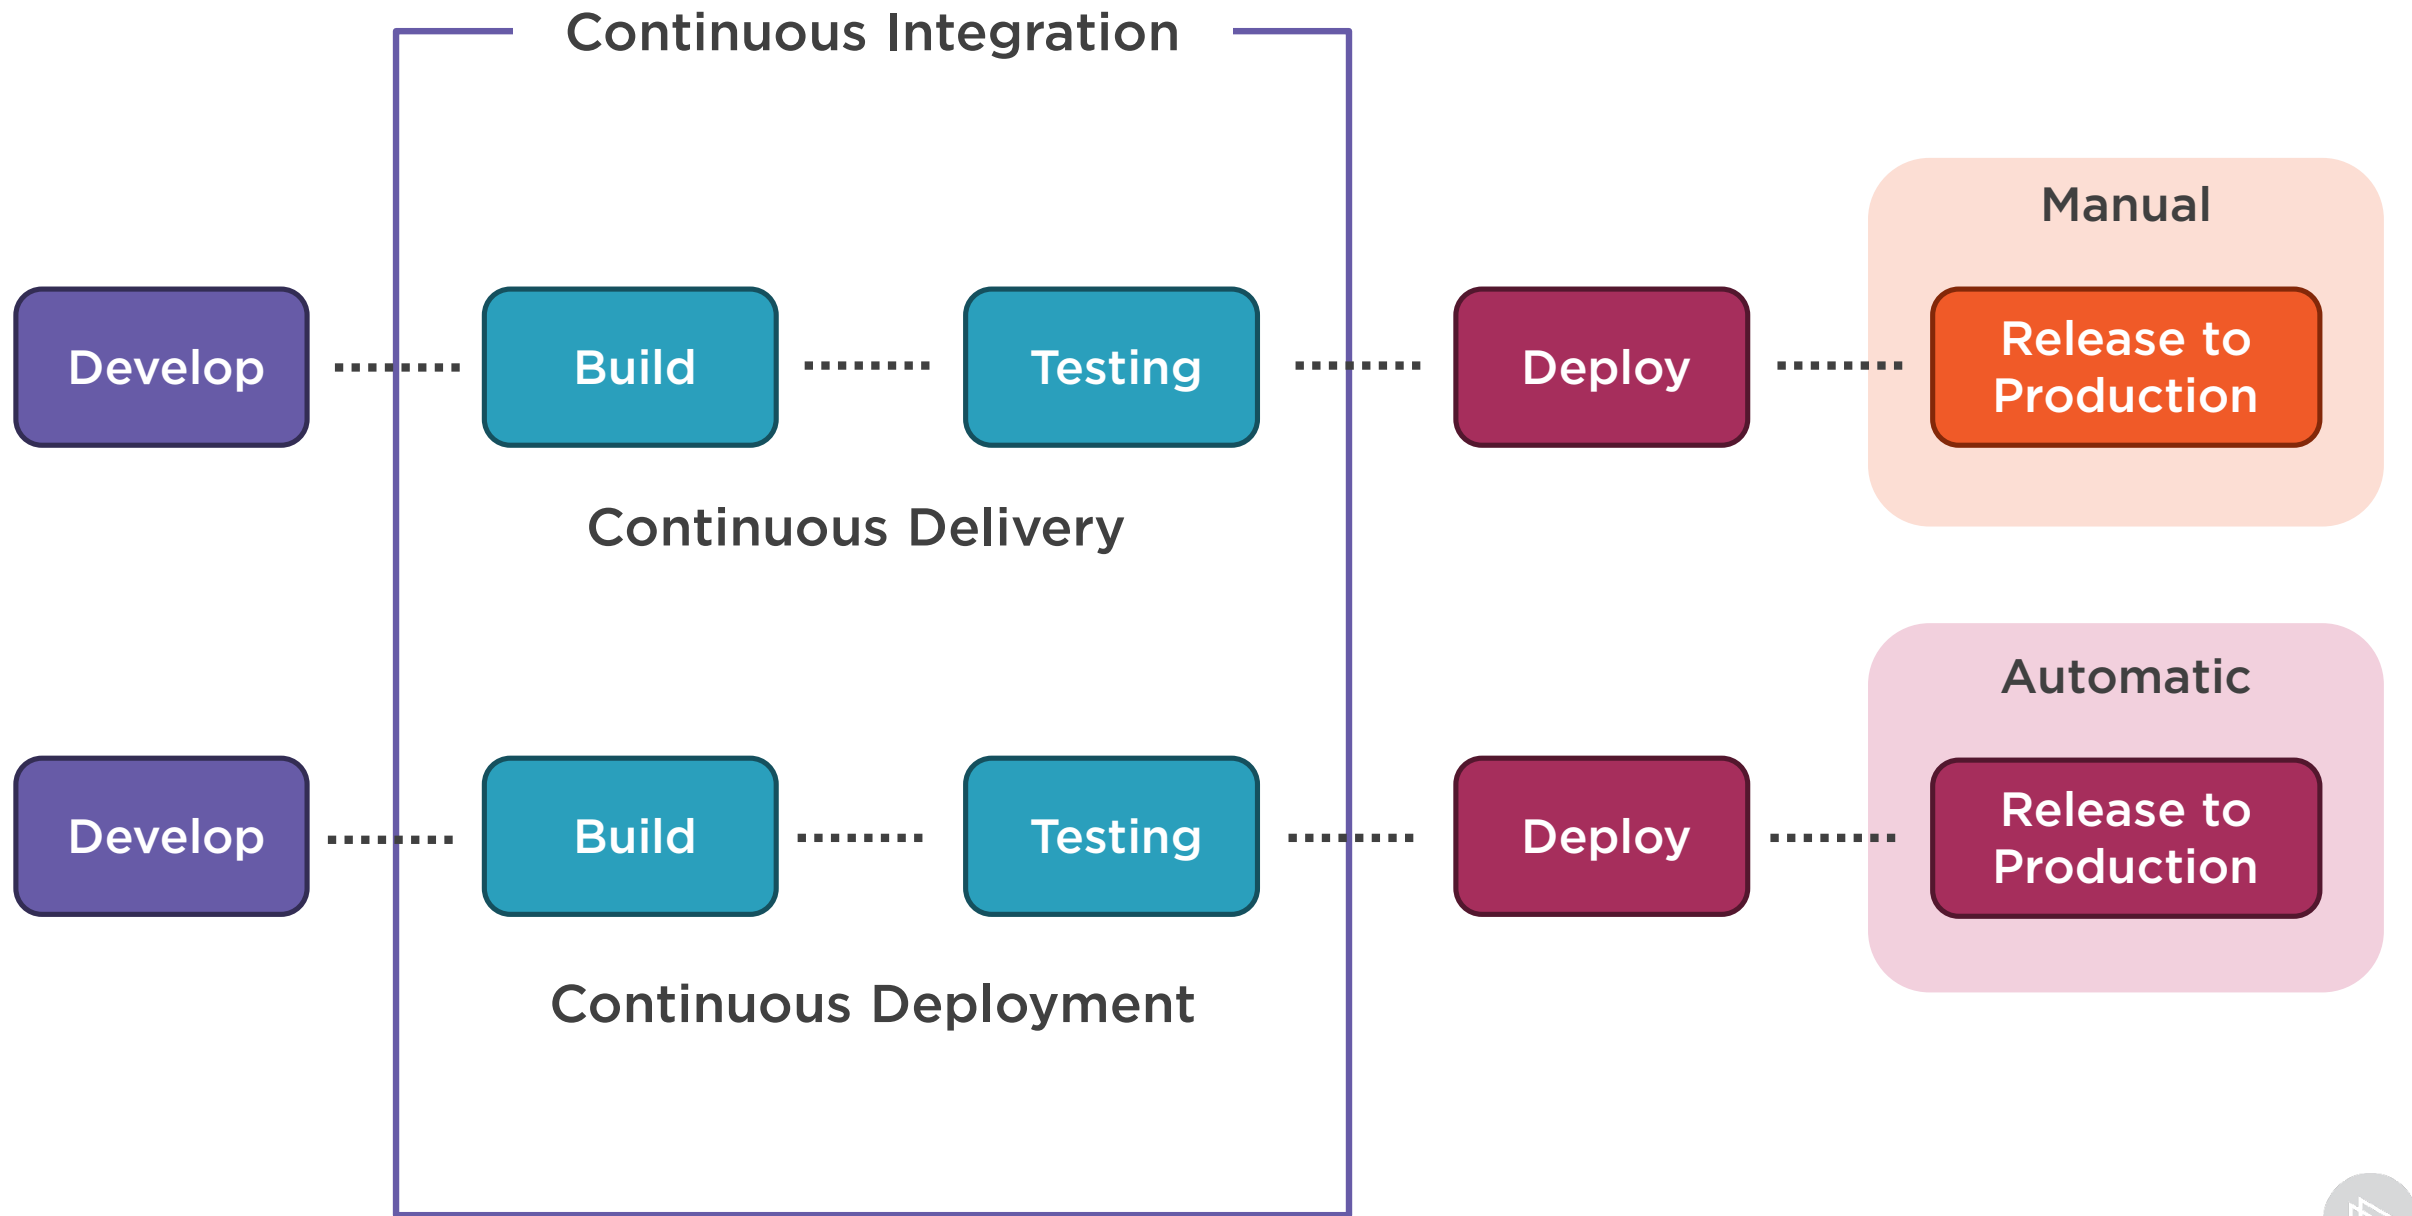 Continuous Integration
Manual
Develop
Build
Testing
Deploy
Release to
Production
Continuous Delivery
Automatic
Develop
Build
Testing
Deploy
Release to
Production
Continuous Deployment